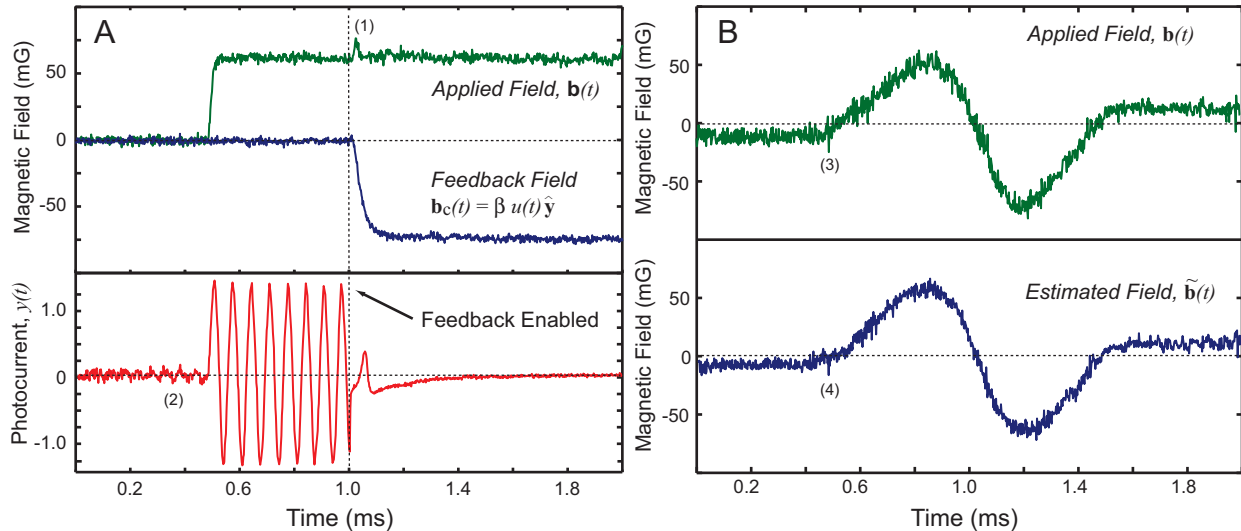 A
(1)
Magnetic Field (mG)
50
0
-50
Applied Field, b(t)
Feedback Field
bc(t) = β u(t) ŷ
Photocurrent, y(t)
1.0
0
-1.0
(2)
Feedback Enabled
0.2 0.6 1.0 1.4 1.8
Time (ms)
B
Applied Field, b(t)
Magnetic Field (mG)
50
0
-50
(3)
Estimated Field, b̃(t)
Magnetic Field (mG)
50
0
-50
(4)
0.2 0.6 1.0 1.4 1.8
Time (ms)